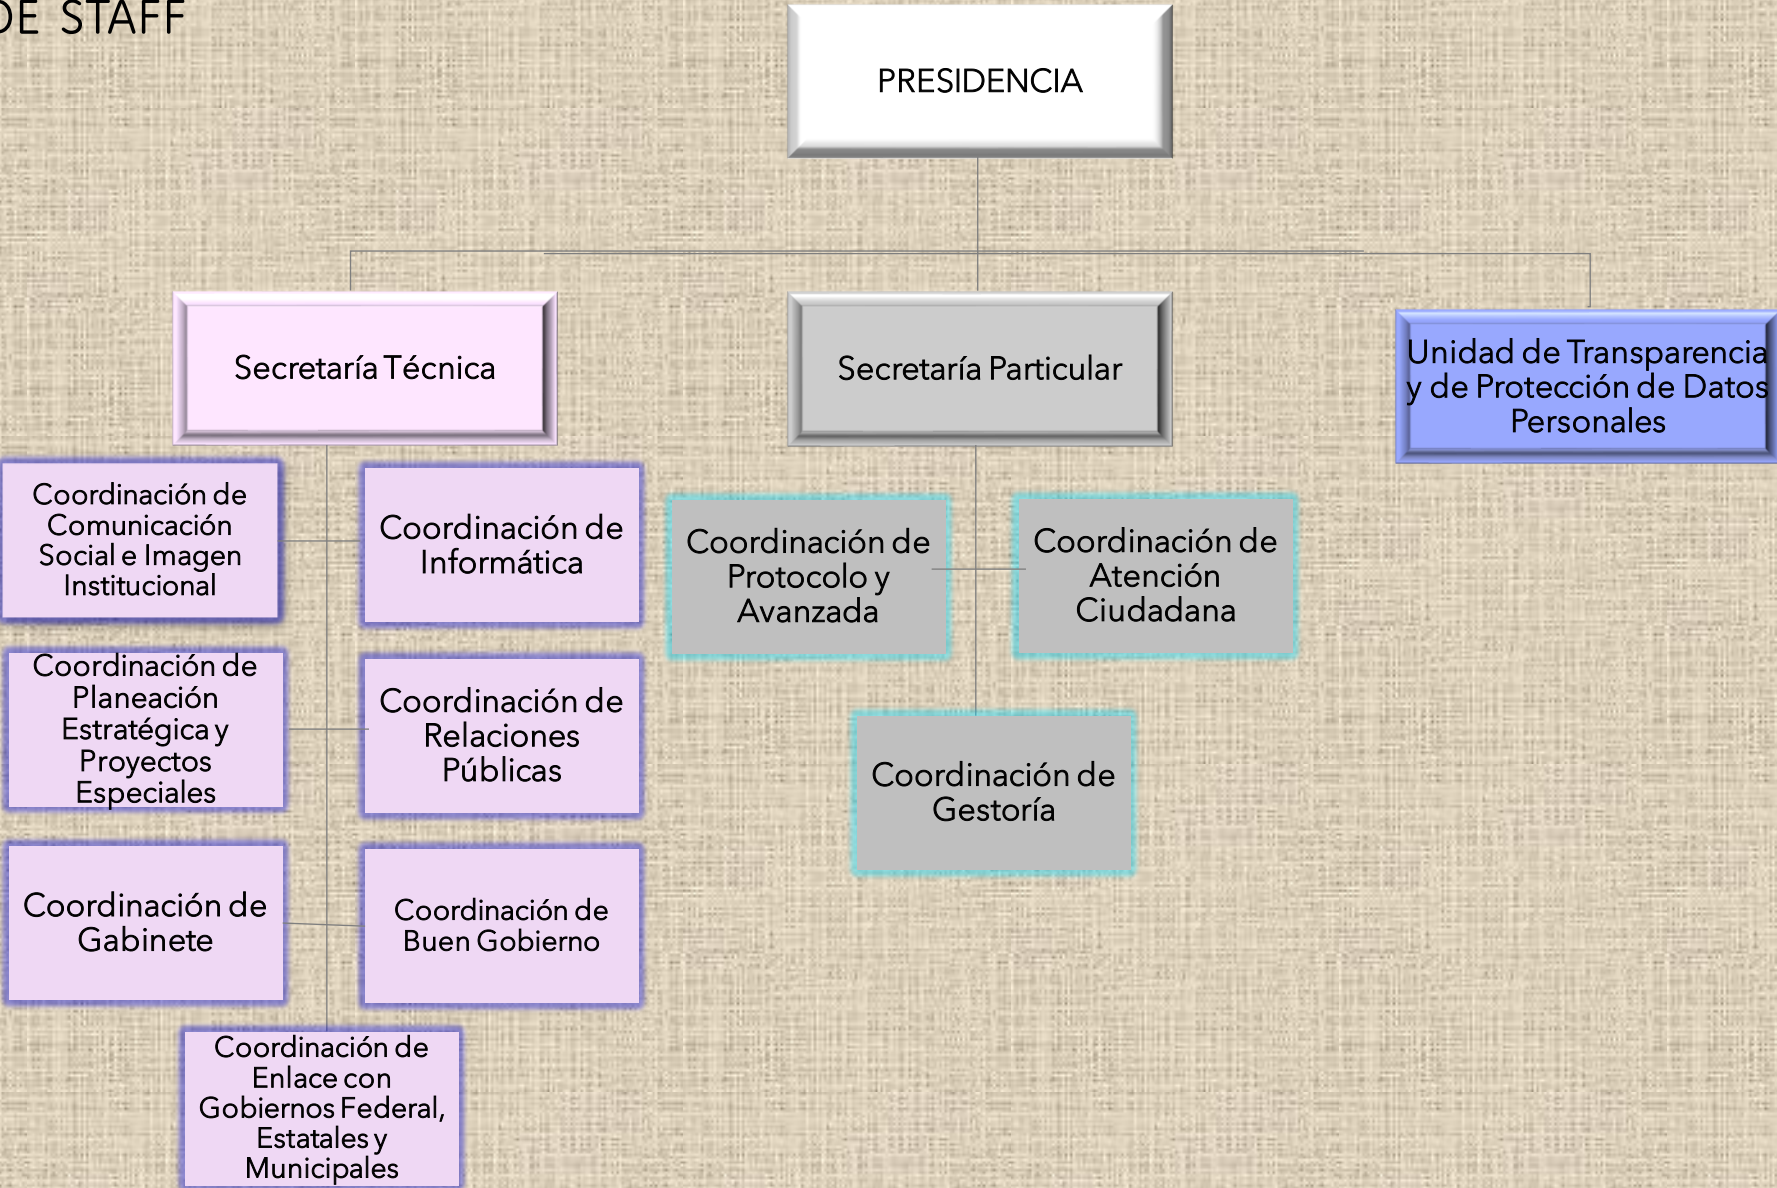 DE STAFF
PRESIDENCIA
Secretaría Técnica
Secretaría Particular
Unidad de Transparencia
y de Protección de Datos
Personales
Coordinación de
Comunicación
Social e Imagen
Institucional
Coordinación de
Informática
Coordinación de
Protocolo y
Avanzada
Coordinación de
Atención
Ciudadana
Coordinación de
Planeación
Estratégica y
Proyectos
Especiales
Coordinación de
Relaciones
Públicas
Coordinación de
Gestoría
Coordinación de
Gabinete
Coordinación de
Buen Gobierno
Coordinación de
Enlace con
Gobiernos Federal,
Estatales y
Municipales